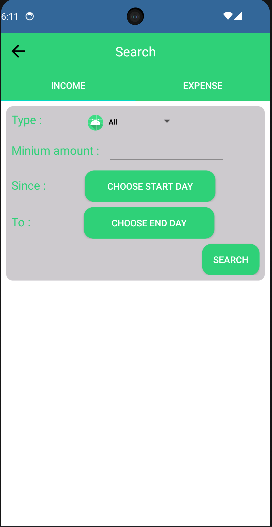 6:11
Search
INCOME EXPENSE
Type : All
Minium amount :
Since : CHOOSE START DAY
To : CHOOSE END DAY
SEARCH